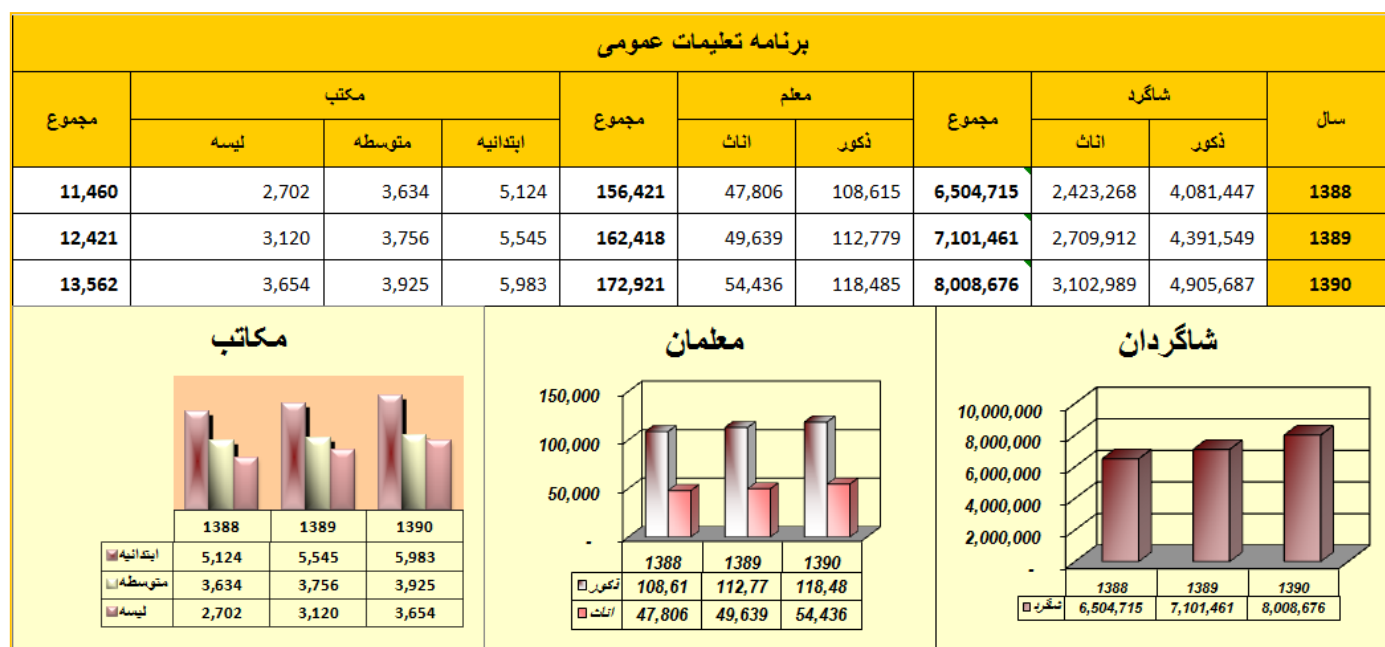 برنامه تعلیمات عمومی
سال شاگرد مجموع معلم مجموع مکتب مجموع
ذکور اناث ذکور اناث ابتدائیه متوسطه لیسه
1388 4,081,447 2,423,268 6,504,715 108,615 47,806 156,421 5,124 3,634 2,702 11,460
1389 4,391,549 2,709,912 7,101,461 112,779 49,639 162,418 5,545 3,756 3,120 12,421
1390 4,905,687 3,102,989 8,008,676 118,485 54,436 172,921 5,983 3,925 3,654 13,562
شاگردان
10,000,000
8,000,000
6,000,000
4,000,000
2,000,000
-
1388 1389 1390
شاگرد 6,504,715 7,101,461 8,008,676
معلمان
150,000
100,000
50,000
-
1388 1389 1390
ذکور 108,61 112,77 118,48
اناث 47,806 49,639 54,436
مکاتب
1388 1389 1390
ابتدائیه 5,124 5,545 5,983
متوسطه 3,634 3,756 3,925
لیسه 2,702 3,120 3,654